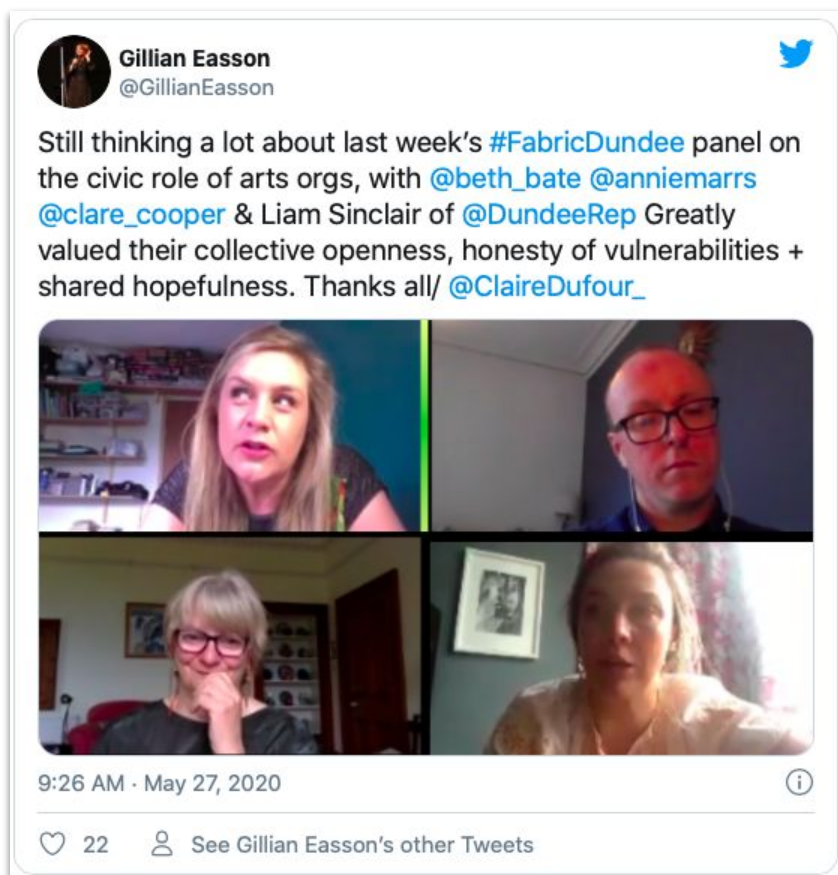 Gillian Easson
@GillianEasson
Still thinking a lot about last week's #FabricDundee panel on
the civic role of arts orgs, with @beth_bate @anniemarrs
@clare_cooper & Liam Sinclair of @DundeeRep Greatly
valued their collective openness, honesty of vulnerabilities +
shared hopefulness. Thanks all/ @ClaireDufour_
9:26 AM · May 27, 2020
22
See Gillian Easson's other Tweets